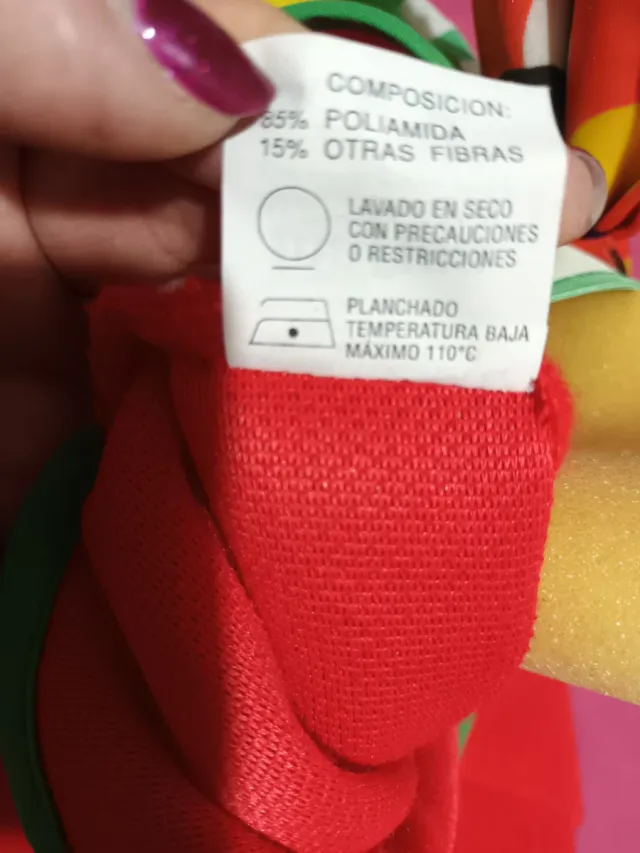 COMPOSICION:
85% POLIAMIDA
15% OTRAS FIBRAS
LAVADO EN SECO
CON PRECAUCIONES
O RESTRICCIONES
PLANCHADO
TEMPERATURA BAJA
MÁXIMO 110°C